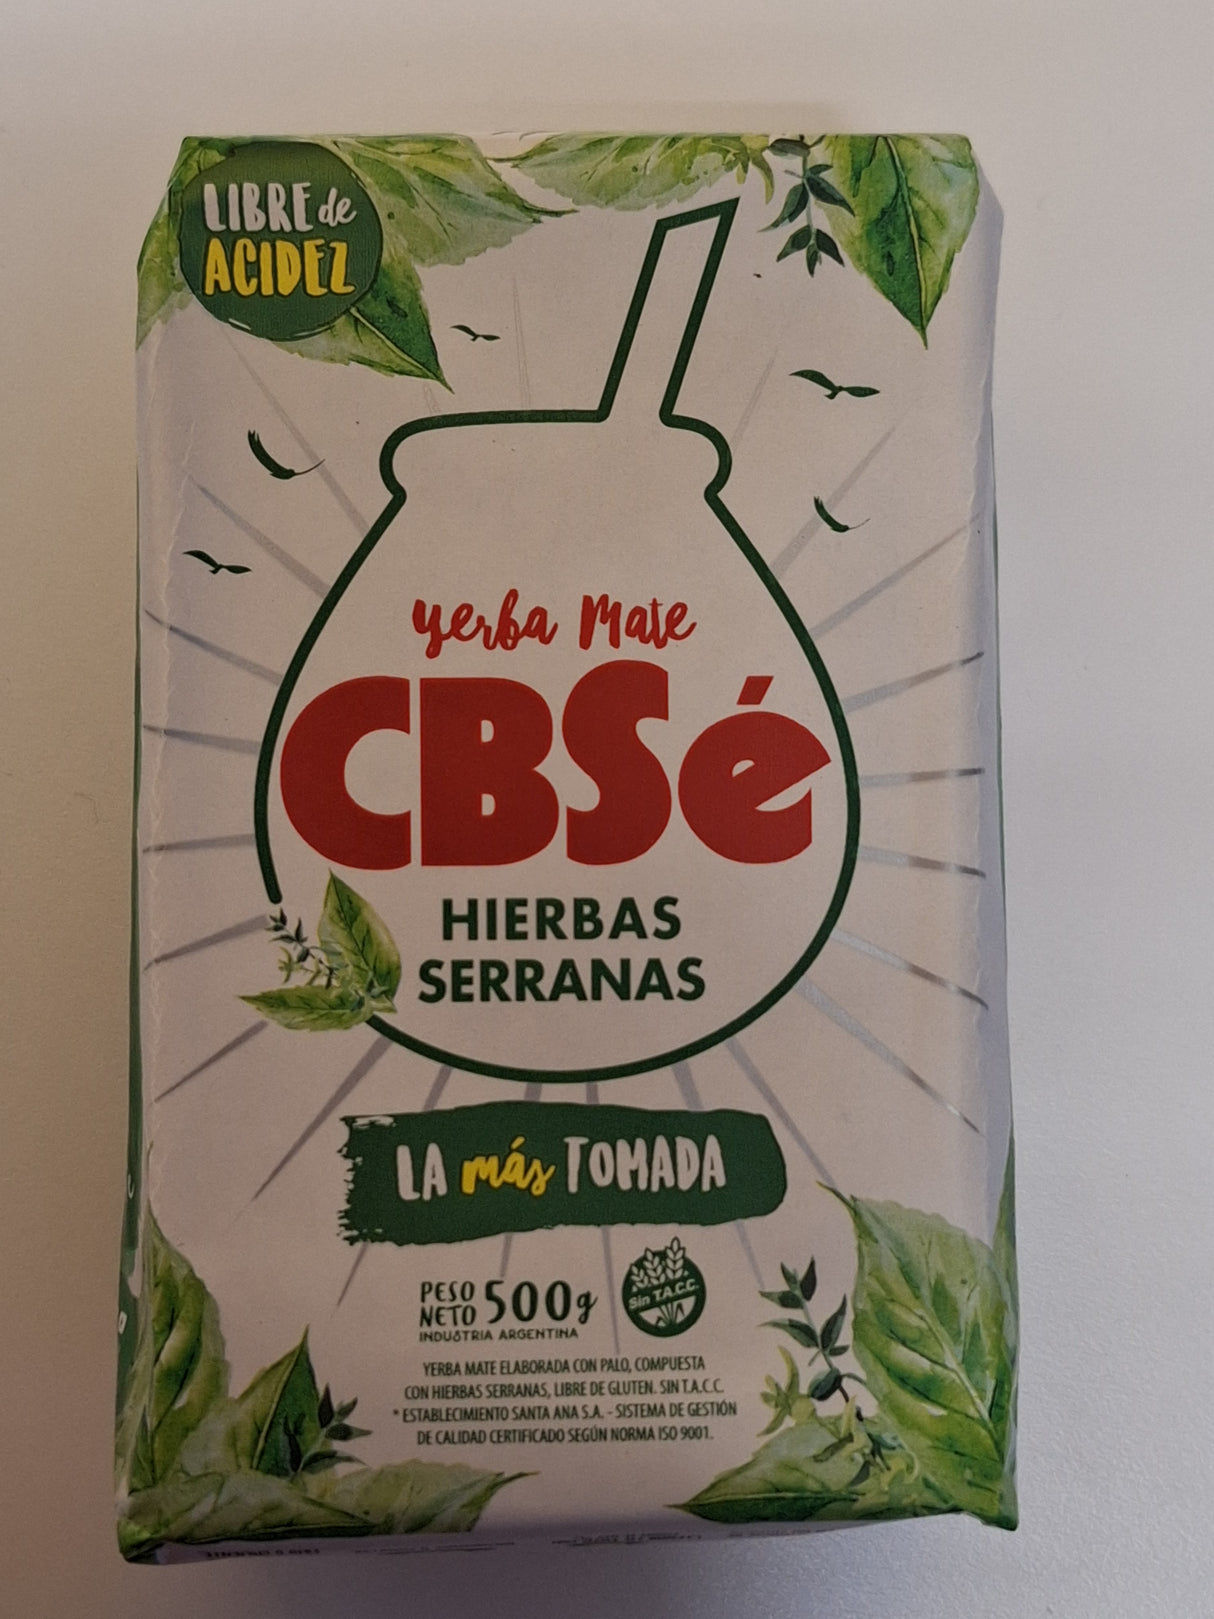 LIBRE de
ACIDEZ
yerba Mate
CBSé
HIERBAS
SERRANAS
LA más TOMADA
PESO
NETO 500g
INDUSTRIA ARGENTINA
Sin T.A.C.C.
YERBA MATE ELABORADA CON PALO, COMPUESTA
CON HIERBAS SERRANAS, LIBRE DE GLUTEN. SIN T.A.C.C.
* ESTABLECIMIENTO SANTA ANA S.A. - SISTEMA DE GESTIÓN
DE CALIDAD CERTIFICADO SEGÚN NORMA ISO 9001.